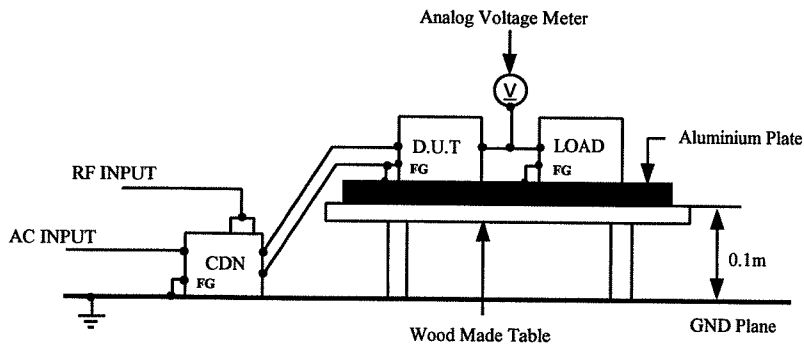 Analog Voltage Meter
V
D.U.T
LOAD
Aluminium Plate
FG
FG
RF INPUT
AC INPUT
CDN
FG
0.1m
GND Plane
Wood Made Table